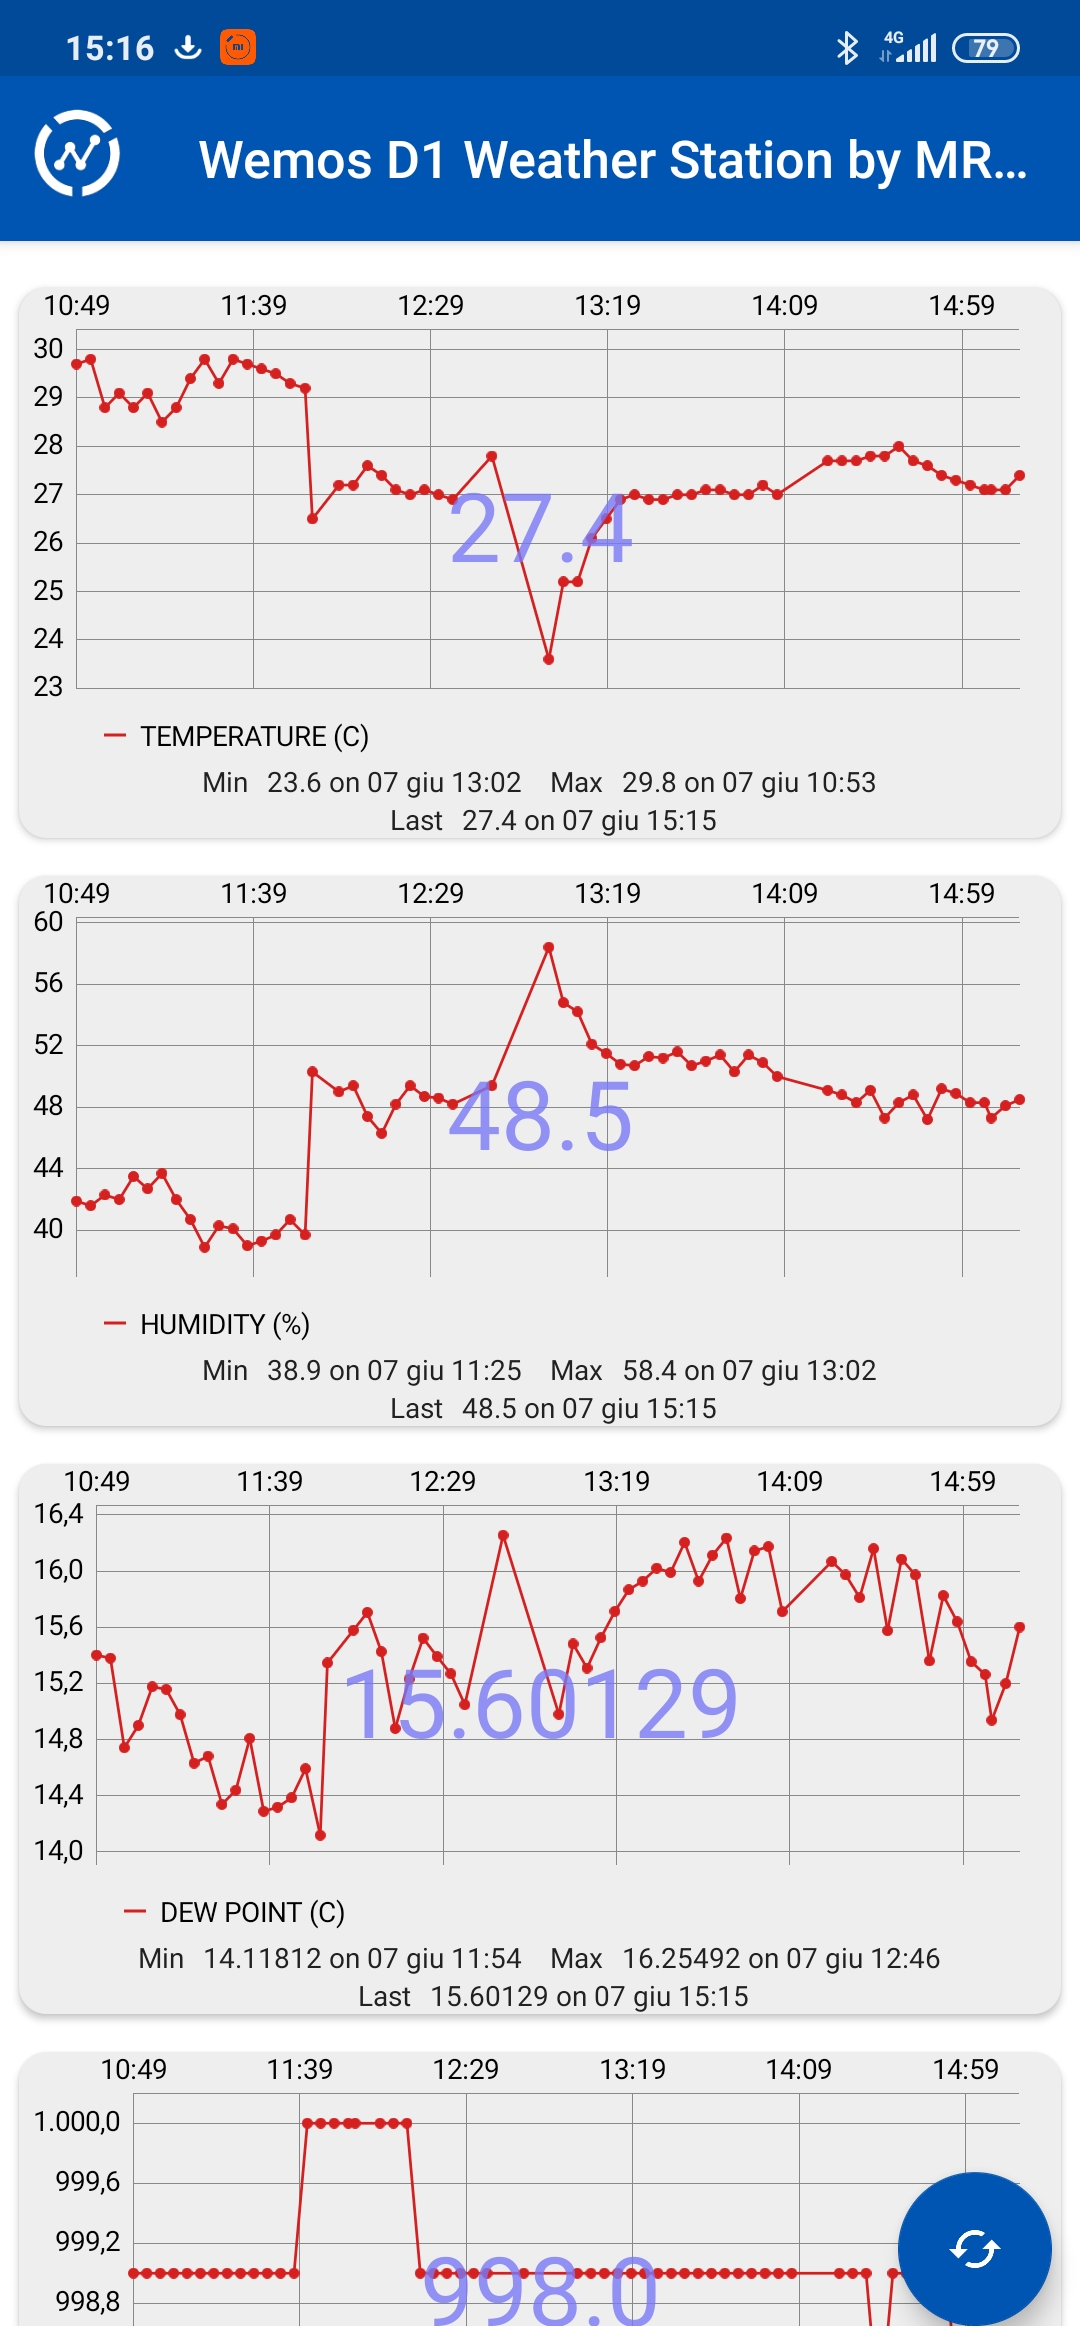 15:16 4G 79
Wemos D1 Weather Station by MR...
10:49 11:39 12:29 13:19 14:09 14:59
30
29
28
27
26
25
24
23
27.4
TEMPERATURE (C)
Min 23.6 on 07 giu 13:02 Max 29.8 on 07 giu 10:53
Last 27.4 on 07 giu 15:15
10:49 11:39 12:29 13:19 14:09 14:59
60
56
52
48
44
40
48.5
HUMIDITY (%)
Min 38.9 on 07 giu 11:25 Max 58.4 on 07 giu 13:02
Last 48.5 on 07 giu 15:15
10:49 11:39 12:29 13:19 14:09 14:59
16,4
16,0
15,6
15,2
14,8
14,4
14,0
15.60129
DEW POINT (C)
Min 14.11812 on 07 giu 11:54 Max 16.25492 on 07 giu 12:46
Last 15.60129 on 07 giu 15:15
10:49 11:39 12:29 13:19 14:09 14:59
1.000,0
999,6
999,2
998,8
998.0